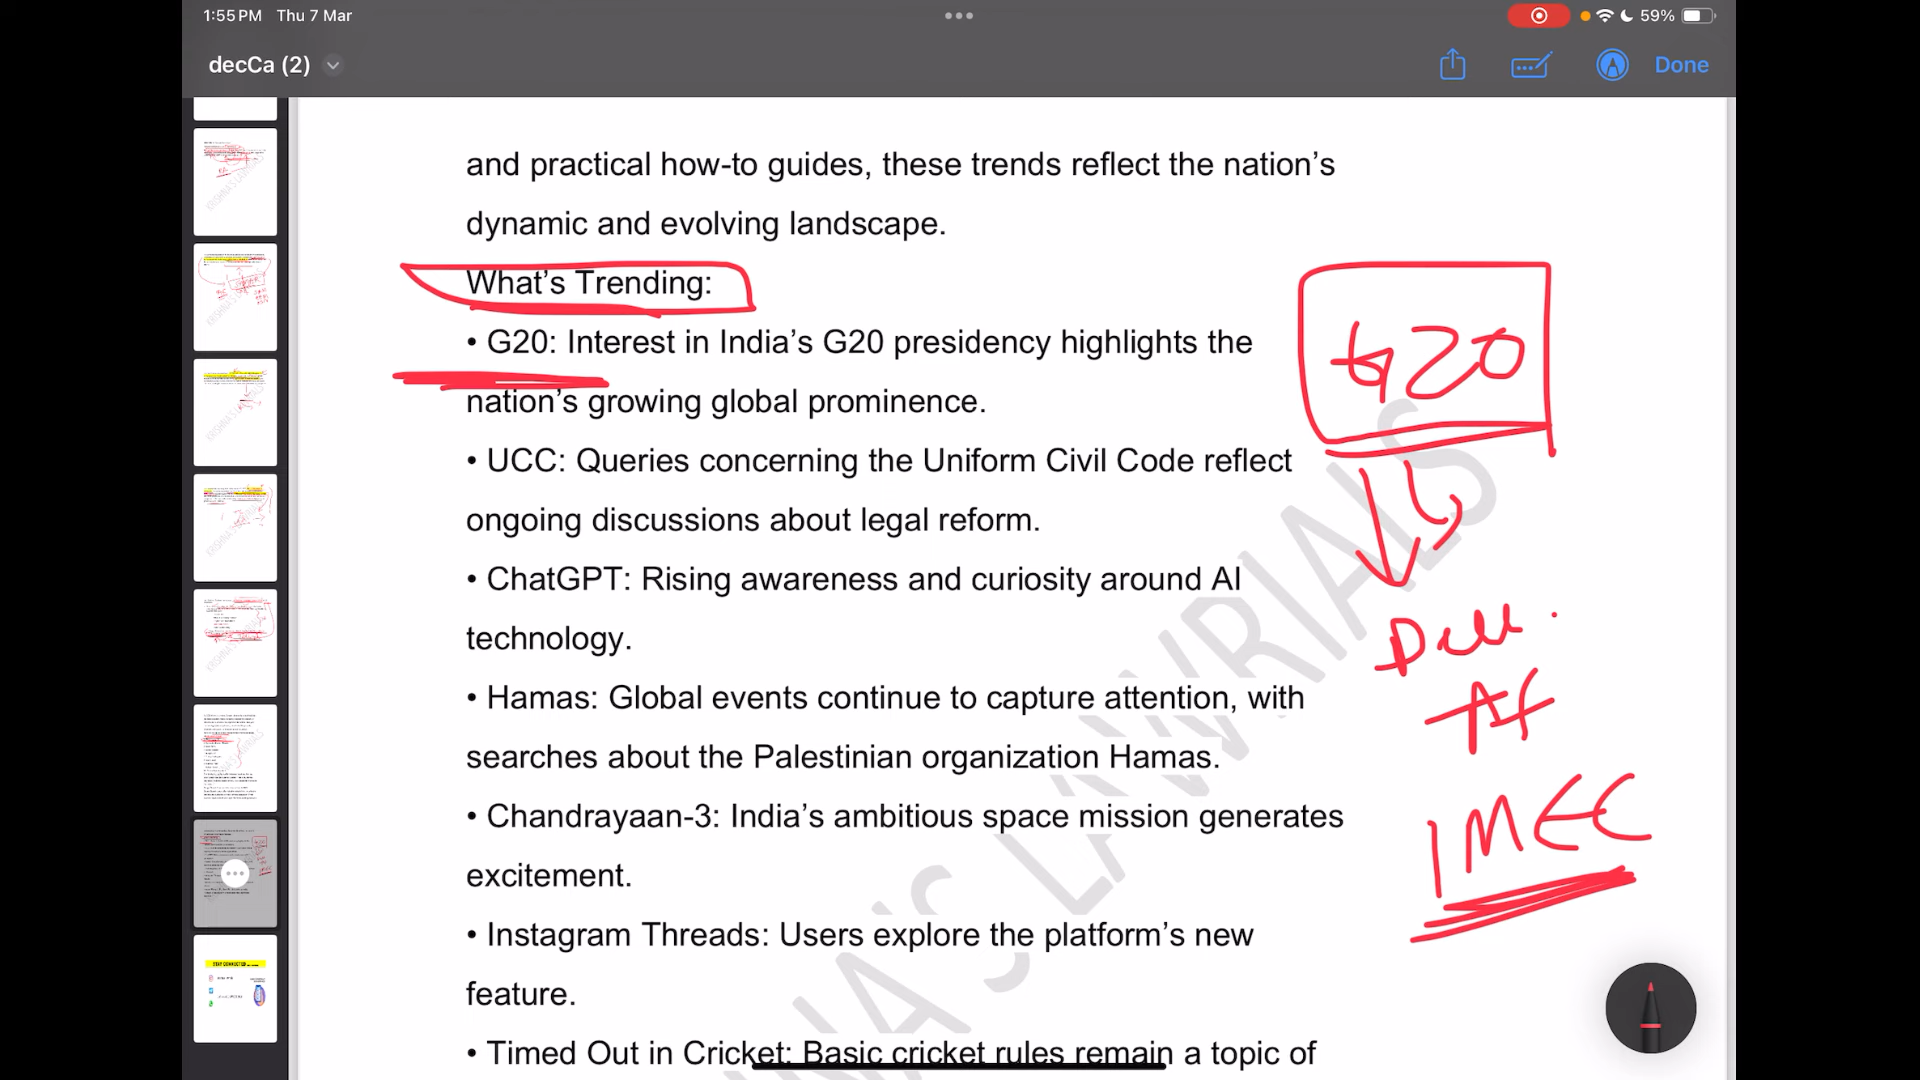 1:55 PM Thu 7 Mar
59%
decCa (2)
Done
and practical how-to guides, these trends reflect the nation’s
dynamic and evolving landscape.
What’s Trending:
• G20: Interest in India’s G20 presidency highlights the
nation’s growing global prominence.
• UCC: Queries concerning the Uniform Civil Code reflect
ongoing discussions about legal reform.
• ChatGPT: Rising awareness and curiosity around AI
technology.
• Hamas: Global events continue to capture attention, with
searches about the Palestinian organization Hamas.
• Chandrayaan-3: India’s ambitious space mission generates
excitement.
• Instagram Threads: Users explore the platform’s new
feature.
• Timed Out in Cricket: Basic cricket rules remain a topic of
G20
IMEC